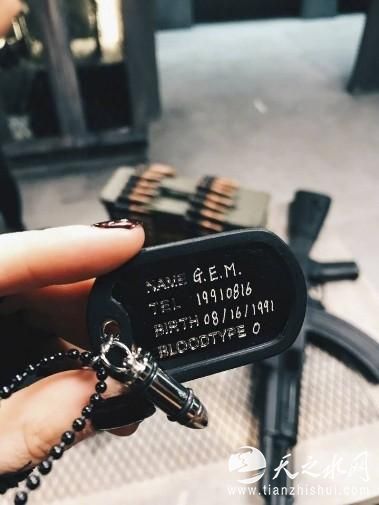 NAME G.E.M.
TEL 19910816
BIRTH 08/16/1991
BLOODTYPE O
天之水网
www.tianzhishui.com